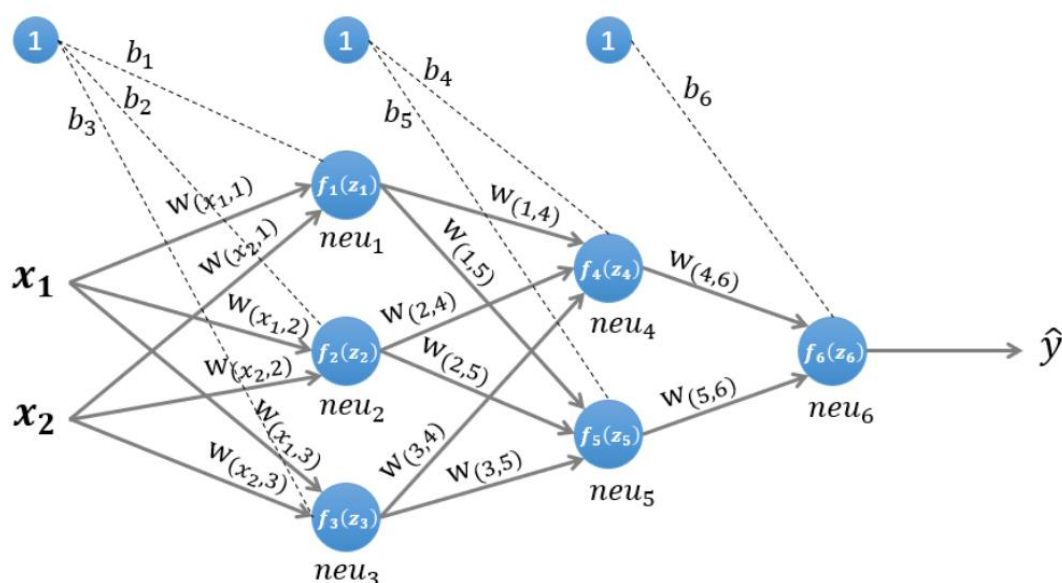 1
1
1
b₁
b₂
b₃
b₄
b₅
b₆
x₁
x₂
w₍ₓ₁,₁₎
w₍ₓ₂,₁₎
w₍ₓ₁,₂₎
w₍ₓ₂,₂₎
w₍ₓ₁,₃₎
w₍ₓ₂,₃₎
f₁(z₁)
neu₁
f₂(z₂)
neu₂
f₃(z₃)
neu₃
w₍₁,₄₎
w₍₁,₅₎
w₍₂,₄₎
w₍₂,₅₎
w₍₃,₄₎
w₍₃,₅₎
f₄(z₄)
neu₄
f₅(z₅)
neu₅
w₍₄,₆₎
w₍₅,₆₎
f₆(z₆)
neu₆
ŷ